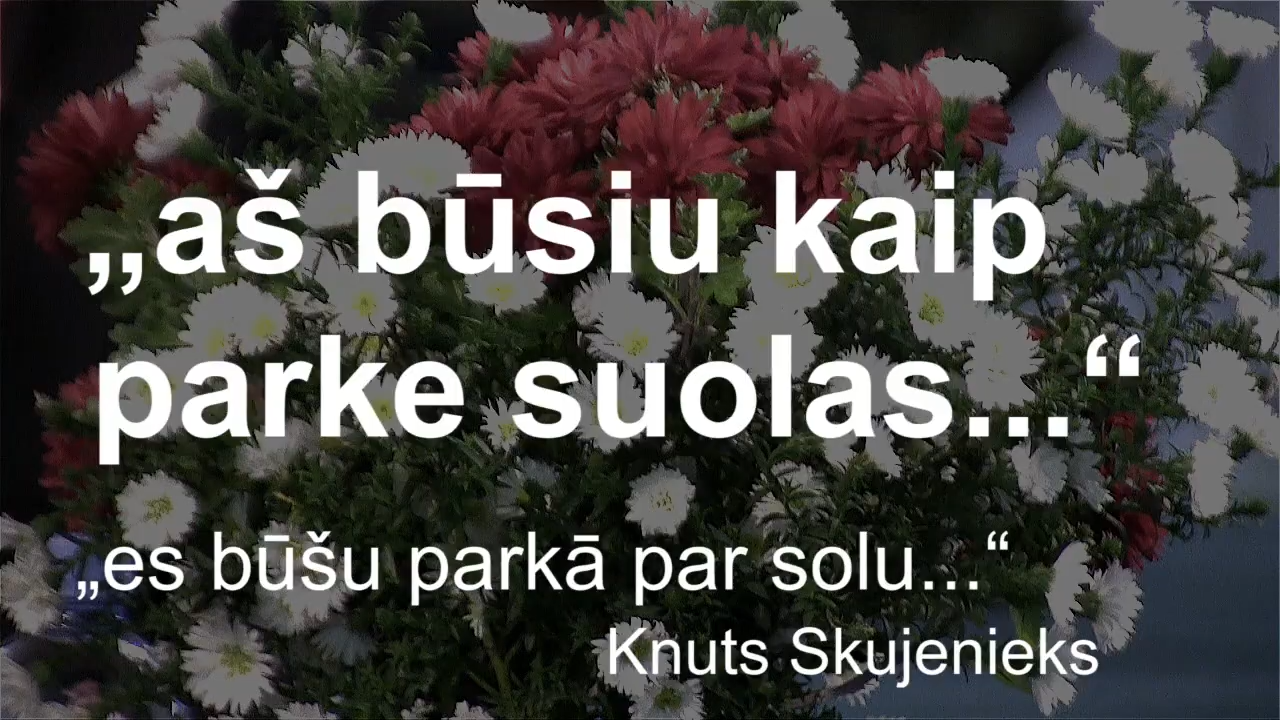 „aš būsiu kaip
parke suolas...“
„es būšu parkā par solu...“
Knuts Skujenieks